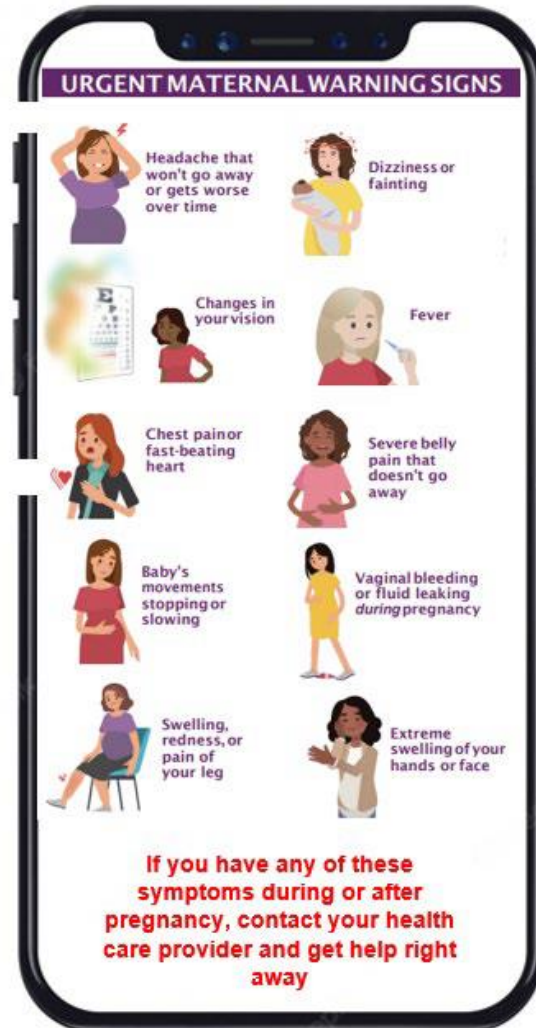 URGENT MATERNAL WARNING SIGNS
Headache that
won't go away
or gets worse
over time
Dizziness or
fainting
Changes in
your vision
Fever
Chest pain or
fast-beating
heart
Severe belly
pain that
doesn't go
away
Baby's
movements
stopping or
slowing
Vaginal bleeding
or fluid leaking
during pregnancy
Swelling,
redness, or
pain of
your leg
Extreme
swelling of your
hands or face
If you have any of these
symptoms during or after
pregnancy, contact your health
care provider and get help right
away